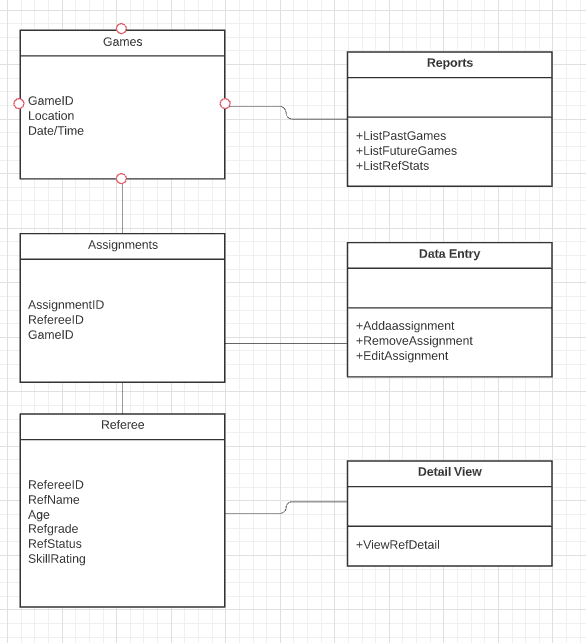 Games
GameID
Location
Date/Time
Reports
+ListPastGames
+ListFutureGames
+ListRefStats
Assignments
AssignmentID
RefereeID
GameID
Data Entry
+Addaassignment
+RemoveAssignment
+EditAssignment
Referee
RefereeID
RefName
Age
Refgrade
RefStatus
SkillRating
Detail View
+ViewRefDetail